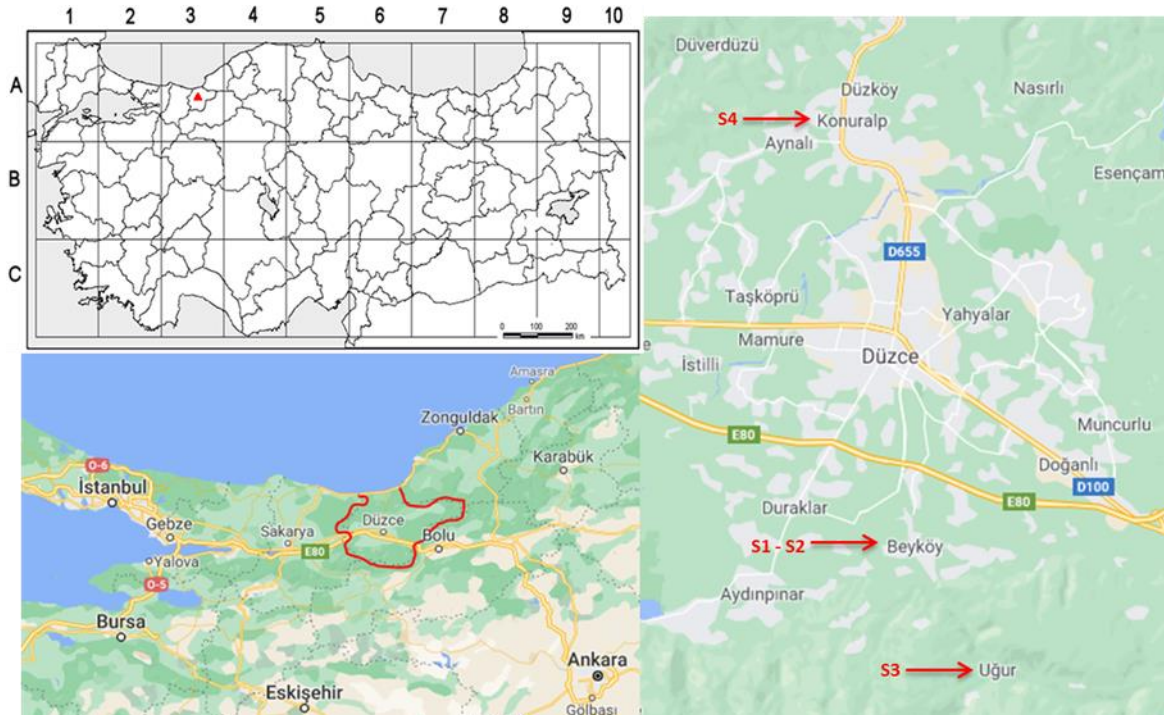 1 2 3 4 5 6 7 8 9 10
A
B
C
0 100 200
km
Amasra
Bartın
Zonguldak
Karabük
O-6
İstanbul
Gebze
Sakarya
Düzce
E80
Bolu
Yalova
O-5
Bursa
Ankara
Eskişehir
Gölbaşı
Düverdüzü
Düzköy
Nasırlı
S4
Konuralp
Aynalı
Esençam
D655
Taşköprü
Yahyalar
Mamure
e
Düzce
İstilli
E80
Muncurlu
Doğanlı
D100
E80
Duraklar
S1 - S2
Beyköy
Aydınpınar
S3
Uğur